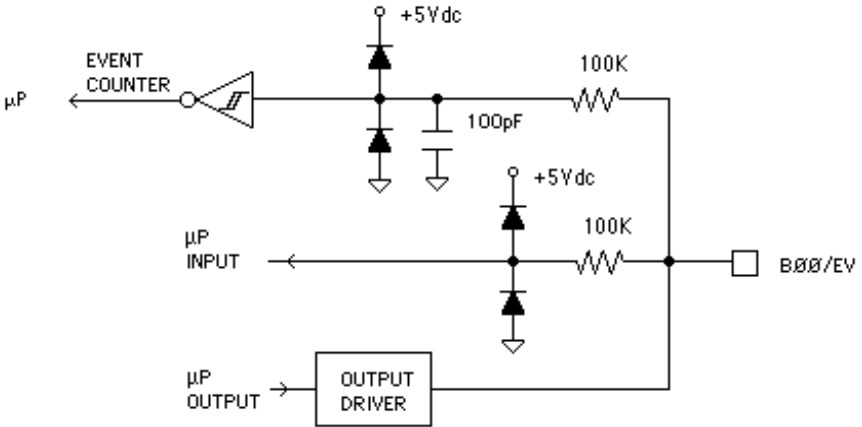 +5Vdc
EVENT
COUNTER
100K
µP
100pF
+5Vdc
100K
µP
INPUT
BØØ/EV
µP
OUTPUT
OUTPUT
DRIVER